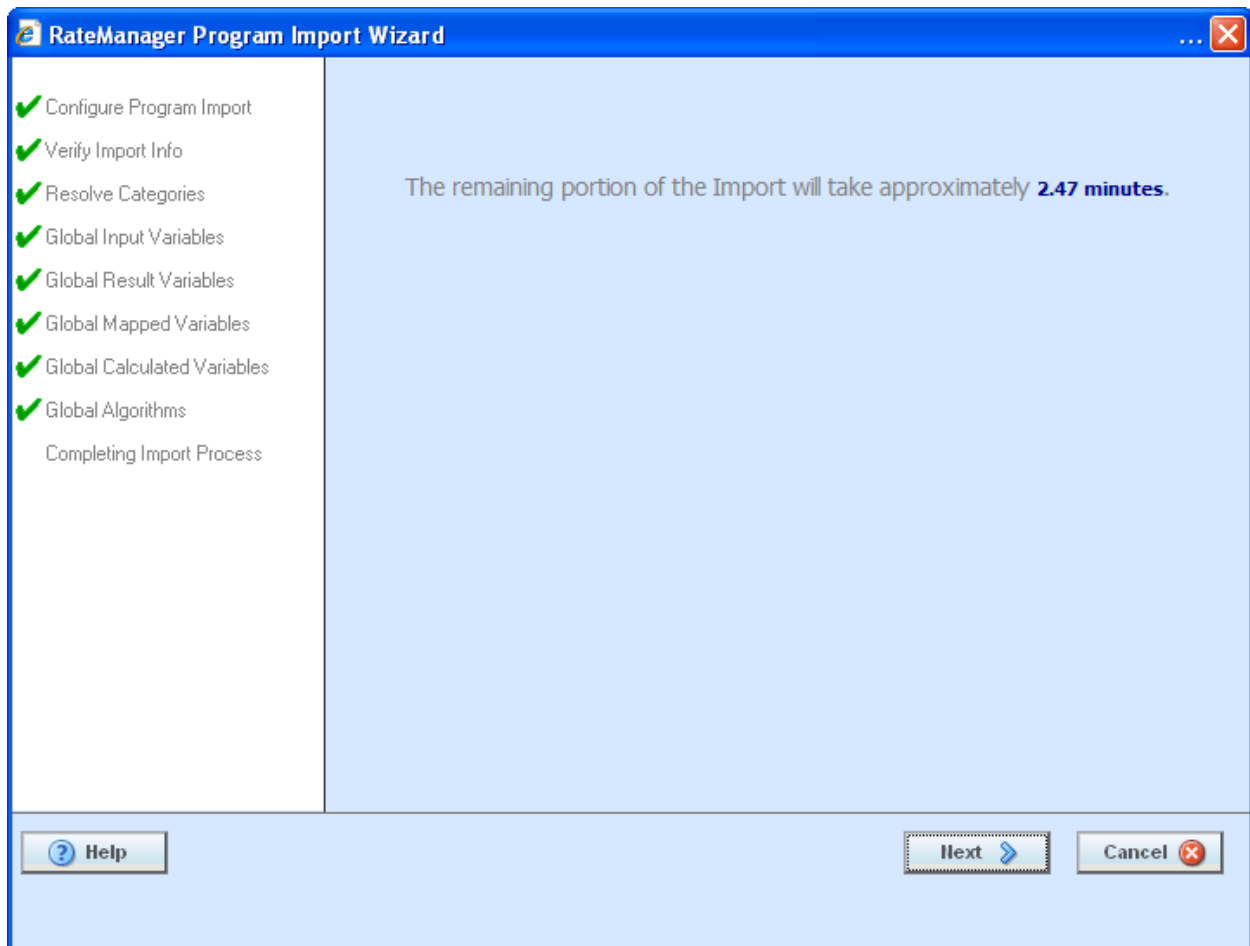 RateManager Program Import Wizard ...
Configure Program Import
Verify Import Info
Resolve Categories
Global Input Variables
Global Result Variables
Global Mapped Variables
Global Calculated Variables
Global Algorithms
Completing Import Process
The remaining portion of the Import will take approximately 2.47 minutes.
? Help
Next
Cancel